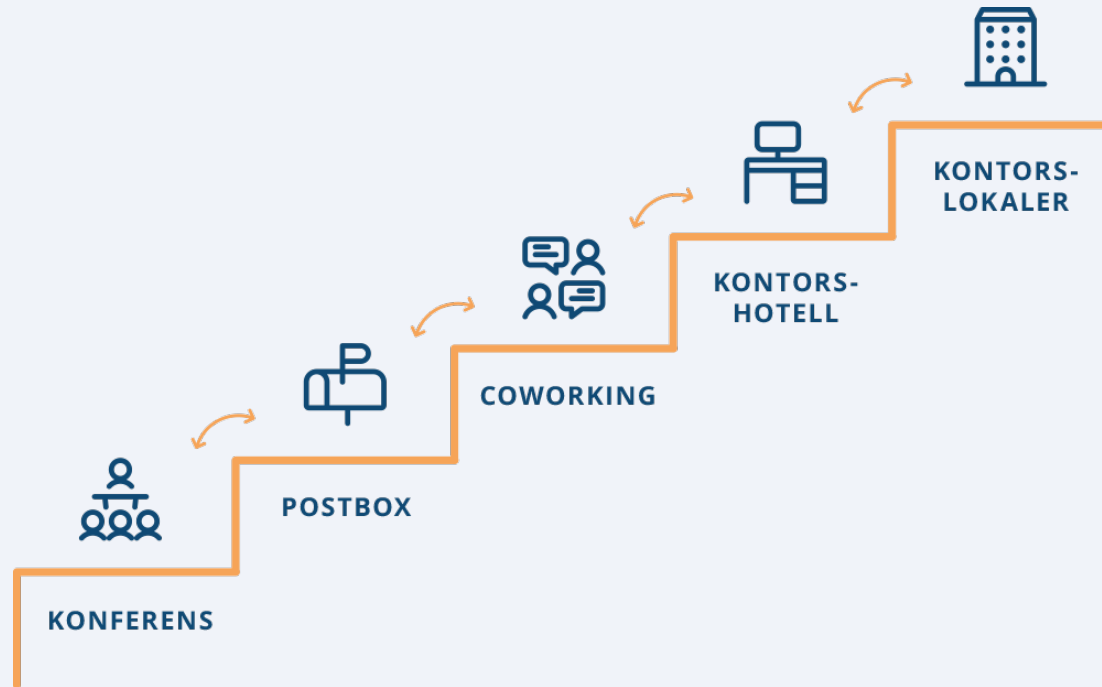 KONTORS-
LOKALER
KONTORS-
HOTELL
COWORKING
POSTBOX
KONFERENS